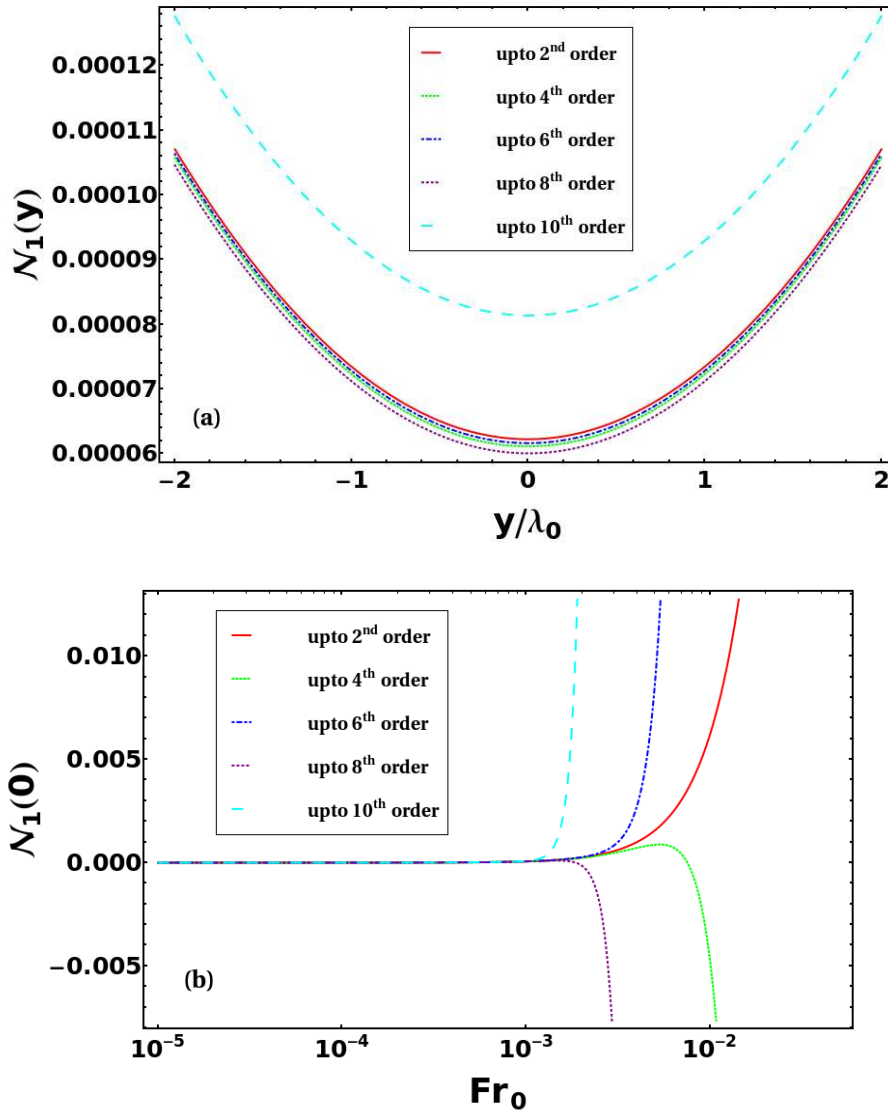 0.00012
upto 2nd order
upto 4th order
0.00011
upto 6th order
0.00010
upto 8th order
upto 10th order
0.00009
N1(y)
0.00008
0.00007
(a)
0.00006
−2
−1
0
1
2
y/λ0
upto 2nd order
0.010
upto 4th order
upto 6th order
0.005
upto 8th order
upto 10th order
N1(0)
0.000
−0.005
(b)
10−5
10−4
10−3
10−2
Fr0